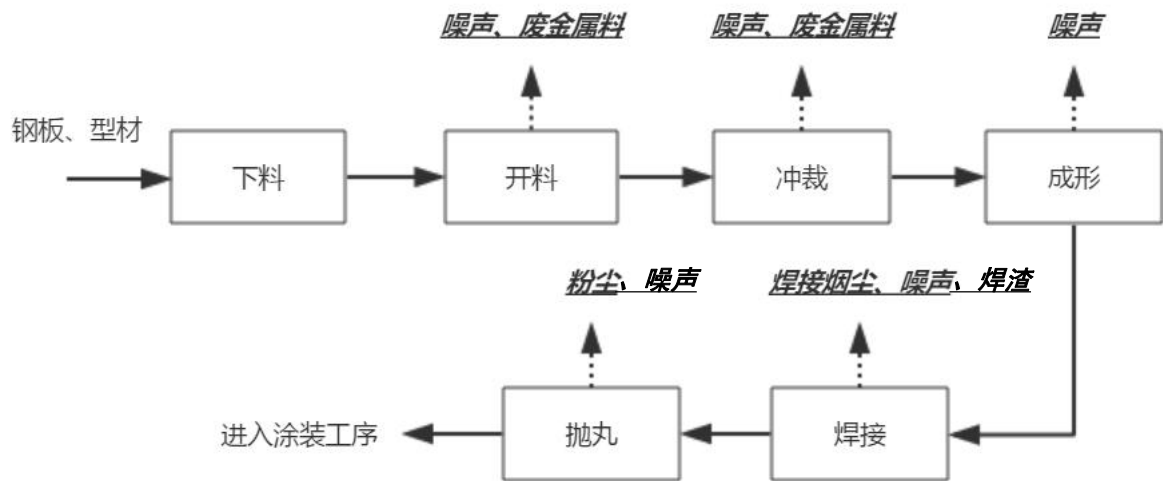 噪声、废金属料
噪声、废金属料
噪声
钢板、型材
下料
开料
冲裁
成形
粉尘、噪声
焊接烟尘、噪声、焊渣
进入涂装工序
抛丸
焊接